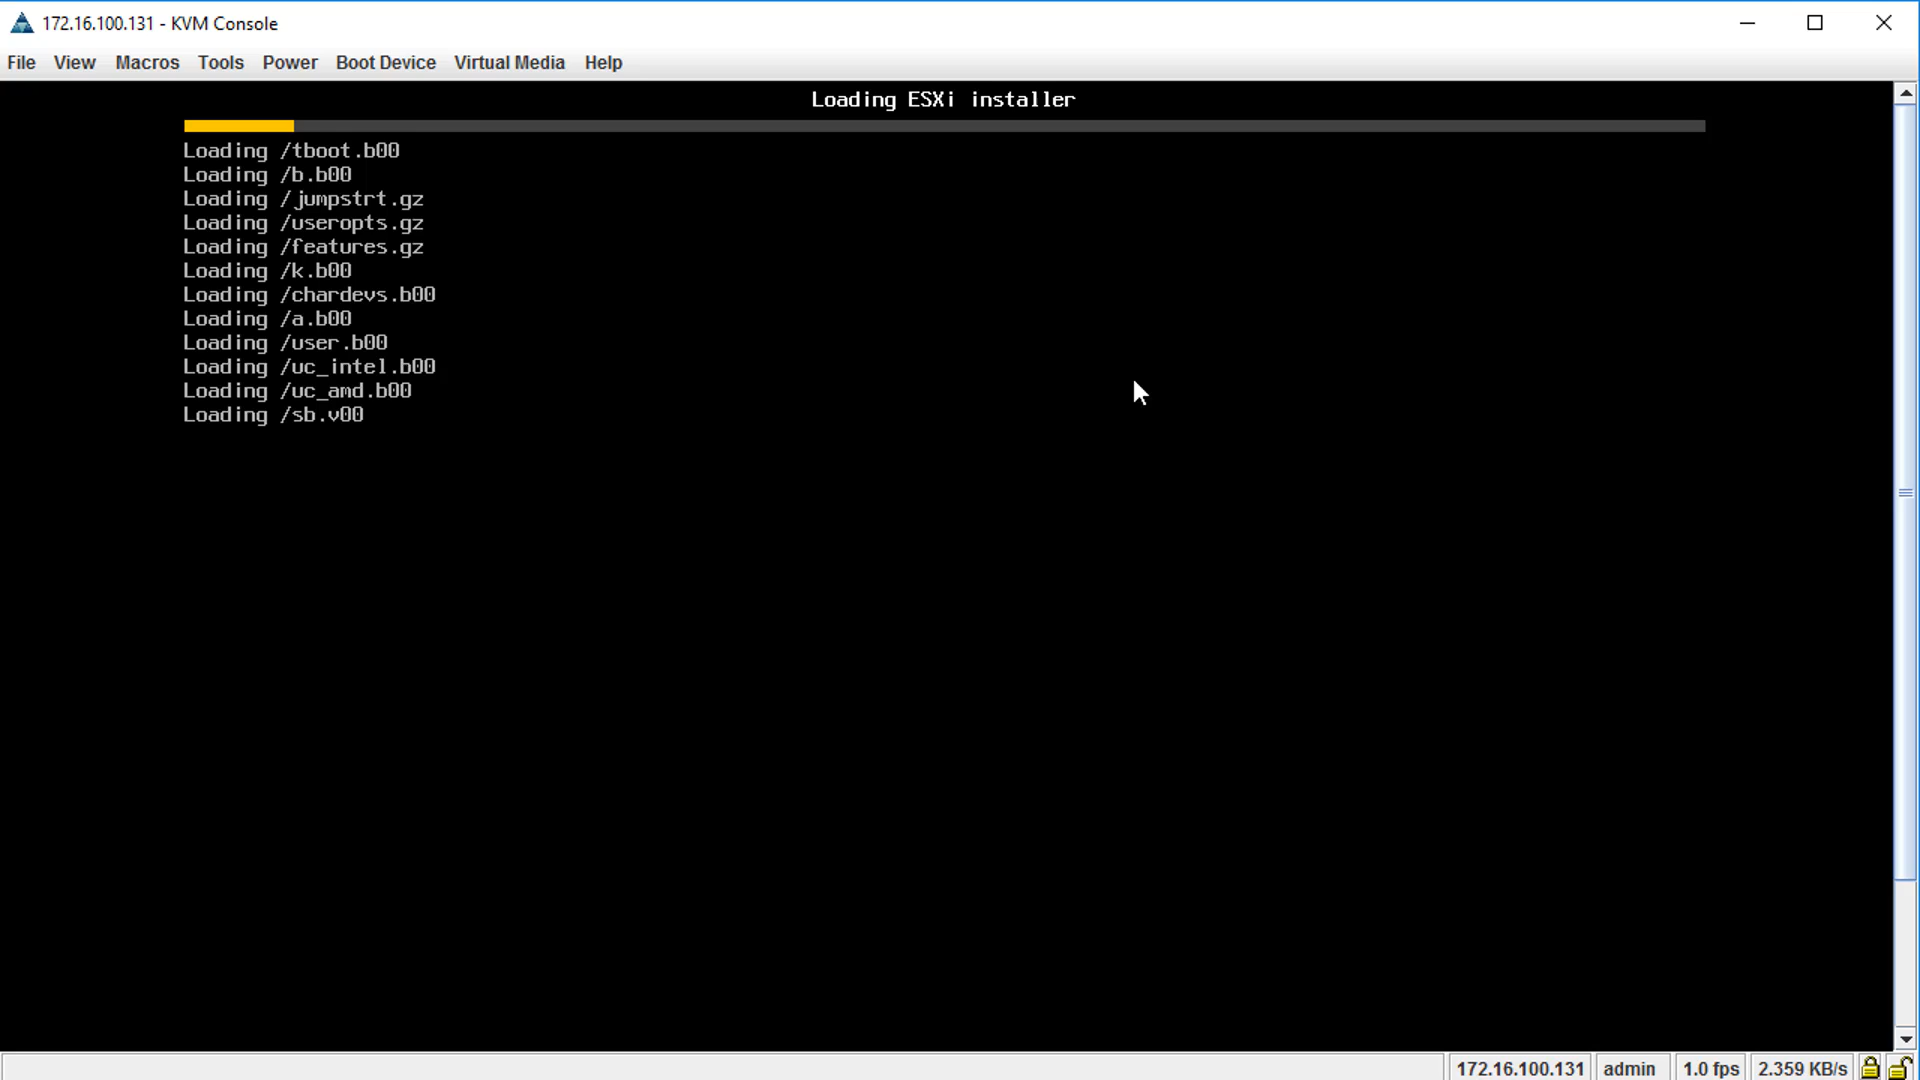 172.16.100.131 - KVM Console
File View Macros Tools Power Boot Device Virtual Media Help
Loading ESXi installer
Loading /tboot.b00
Loading /b.b00
Loading /jumpstrt.gz
Loading /useropts.gz
Loading /features.gz
Loading /k.b00
Loading /chardevs.b00
Loading /a.b00
Loading /user.b00
Loading /uc_intel.b00
Loading /uc_amd.b00
Loading /sb.v00
172.16.100.131 admin 1.0 fps 2.359 KB/s